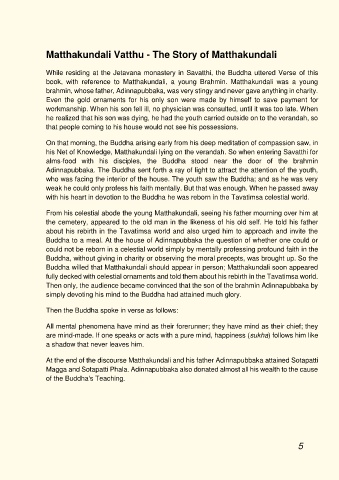 Matthakundali Vatthu - The Story of Matthakundali
While residing at the Jetavana monastery in Savatthi, the Buddha uttered Verse of this
book, with reference to Matthakundali, a young Brahmin. Matthakundali was a young
brahmin, whose father, Adinnapubbaka, was very stingy and never gave anything in charity.
Even the gold ornaments for his only son were made by himself to save payment for
workmanship. When his son fell ill, no physician was consulted, until it was too late. When
he realized that his son was dying, he had the youth carried outside on to the verandah, so
that people coming to his house would not see his possessions.
On that morning, the Buddha arising early from his deep meditation of compassion saw, in
his Net of Knowledge, Matthakundali lying on the verandah. So when entering Savatthi for
alms-food with his disciples, the Buddha stood near the door of the brahmin
Adinnapubbaka. The Buddha sent forth a ray of light to attract the attention of the youth,
who was facing the interior of the house. The youth saw the Buddha; and as he was very
weak he could only profess his faith mentally. But that was enough. When he passed away
with his heart in devotion to the Buddha he was reborn in the Tavatimsa celestial world.
From his celestial abode the young Matthakundali, seeing his father mourning over him at
the cemetery, appeared to the old man in the likeness of his old self. He told his father
about his rebirth in the Tavatimsa world and also urged him to approach and invite the
Buddha to a meal. At the house of Adinnapubbaka the question of whether one could or
could not be reborn in a celestial world simply by mentally professing profound faith in the
Buddha, without giving in charity or observing the moral precepts, was brought up. So the
Buddha willed that Matthakundali should appear in person; Matthakundali soon appeared
fully decked with celestial ornaments and told them about his rebirth in the Tavatimsa world.
Then only, the audience became convinced that the son of the brahmin Adinnapubbaka by
simply devoting his mind to the Buddha had attained much glory.
Then the Buddha spoke in verse as follows:
All mental phenomena have mind as their forerunner; they have mind as their chief; they
are mind-made. If one speaks or acts with a pure mind, happiness (sukha) follows him like
a shadow that never leaves him.
At the end of the discourse Matthakundali and his father Adinnapubbaka attained Sotapatti
Magga and Sotapatti Phala. Adinnapubbaka also donated almost all his wealth to the cause
of the Buddha's Teaching.
5